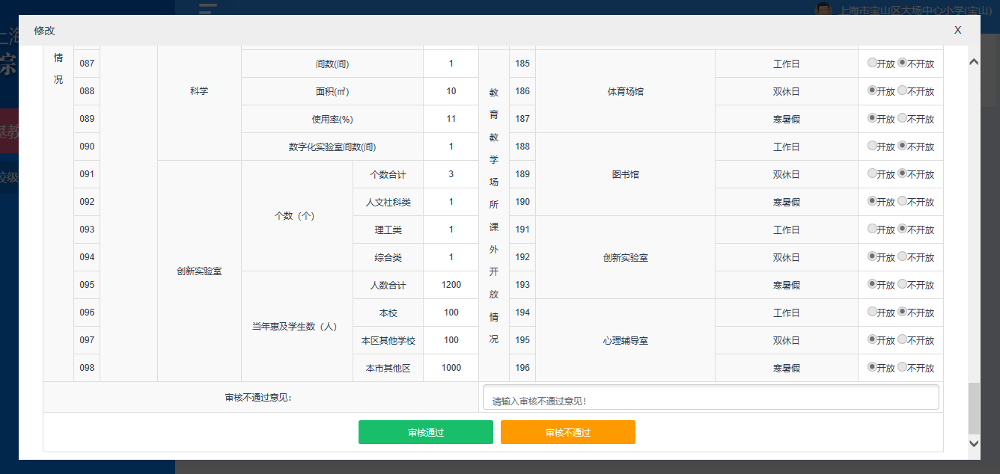 上海市宝山区大场中心小学(宝山)
上海
综
基教
校级
修改
X
情
况
087 科学 间数(间) 1
088 面积(㎡) 10
089 使用率(%) 11
090 数字化实验室间数(间) 1
091 创新实验室 个数（个） 个数合计 3
092 人文社科类 1
093 理工类 1
094 综合类 1
095 当年惠及学生数（人） 人数合计 1200
096 本校 100
097 本区其他学校 100
098 本市其他区 1000
教
育
教
学
场
所
课
外
开
放
情
况
185 体育场馆 工作日 开放 不开放
186 双休日 开放 不开放
187 寒暑假 开放 不开放
188 图书馆 工作日 开放 不开放
189 双休日 开放 不开放
190 寒暑假 开放 不开放
191 创新实验室 工作日 开放 不开放
192 双休日 开放 不开放
193 寒暑假 开放 不开放
194 心理辅导室 工作日 开放 不开放
195 双休日 开放 不开放
196 寒暑假 开放 不开放
审核不通过意见:
请输入审核不通过意见!
审核通过
审核不通过